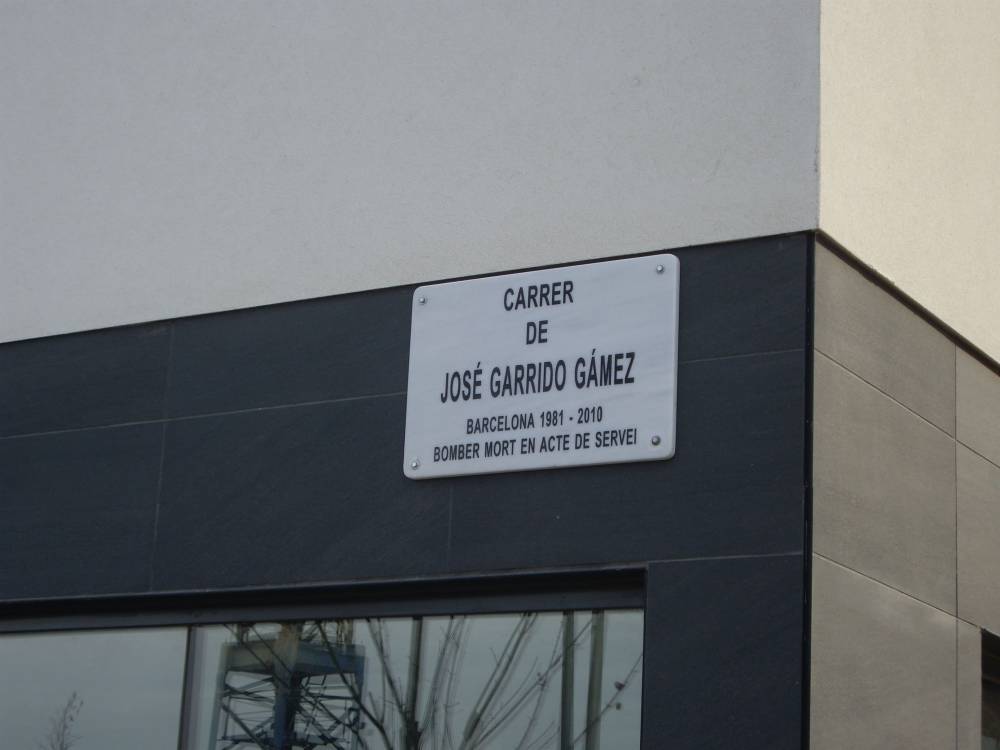 CARRER
DE
JOSÉ GARRIDO GÁMEZ
BARCELONA 1981 - 2010
BOMBER MORT EN ACTE DE SERVEI